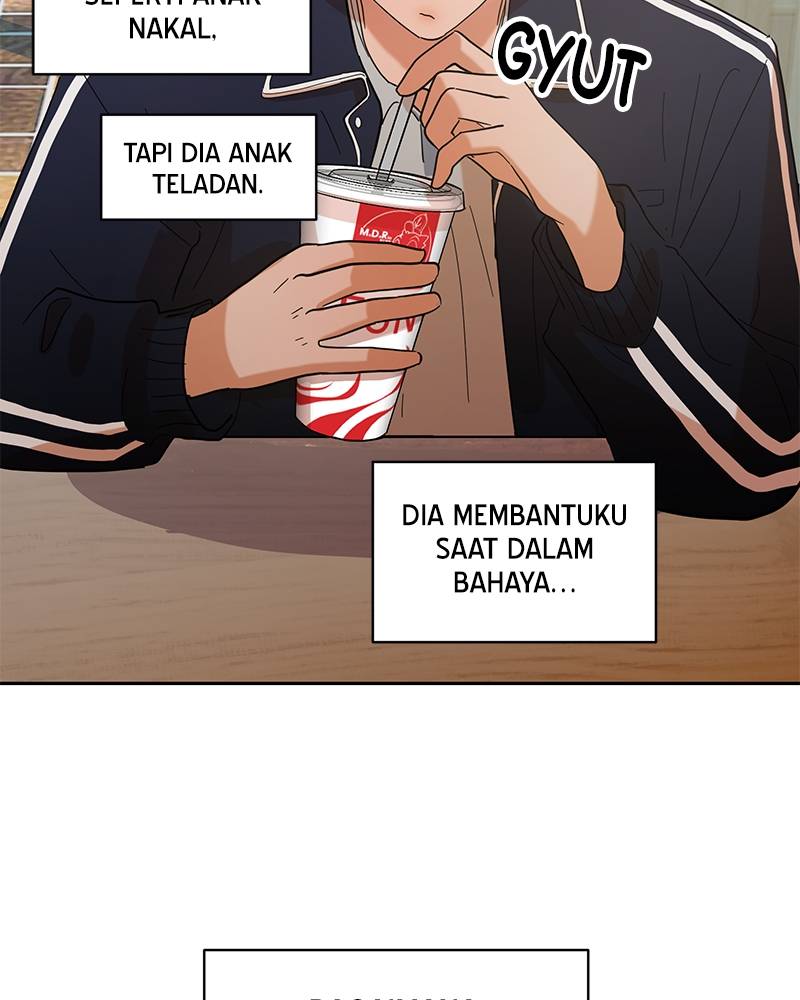 NAKAL,
GYUT
TAPI DIA ANAK
TELADAN.
M.D.R.
DIA MEMBANTUKU
SAAT DALAM
BAHAYA...